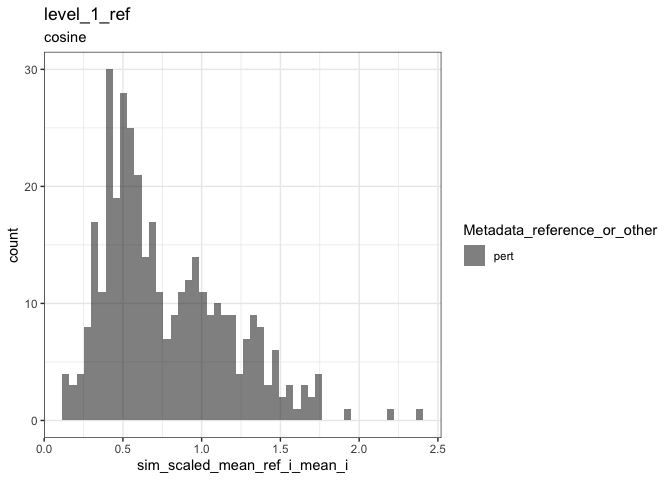 level_1_ref
cosine
30
20
10
0
count
0.0 0.5 1.0 1.5 2.0 2.5
sim_scaled_mean_ref_i_mean_i
Metadata_reference_or_other
pert